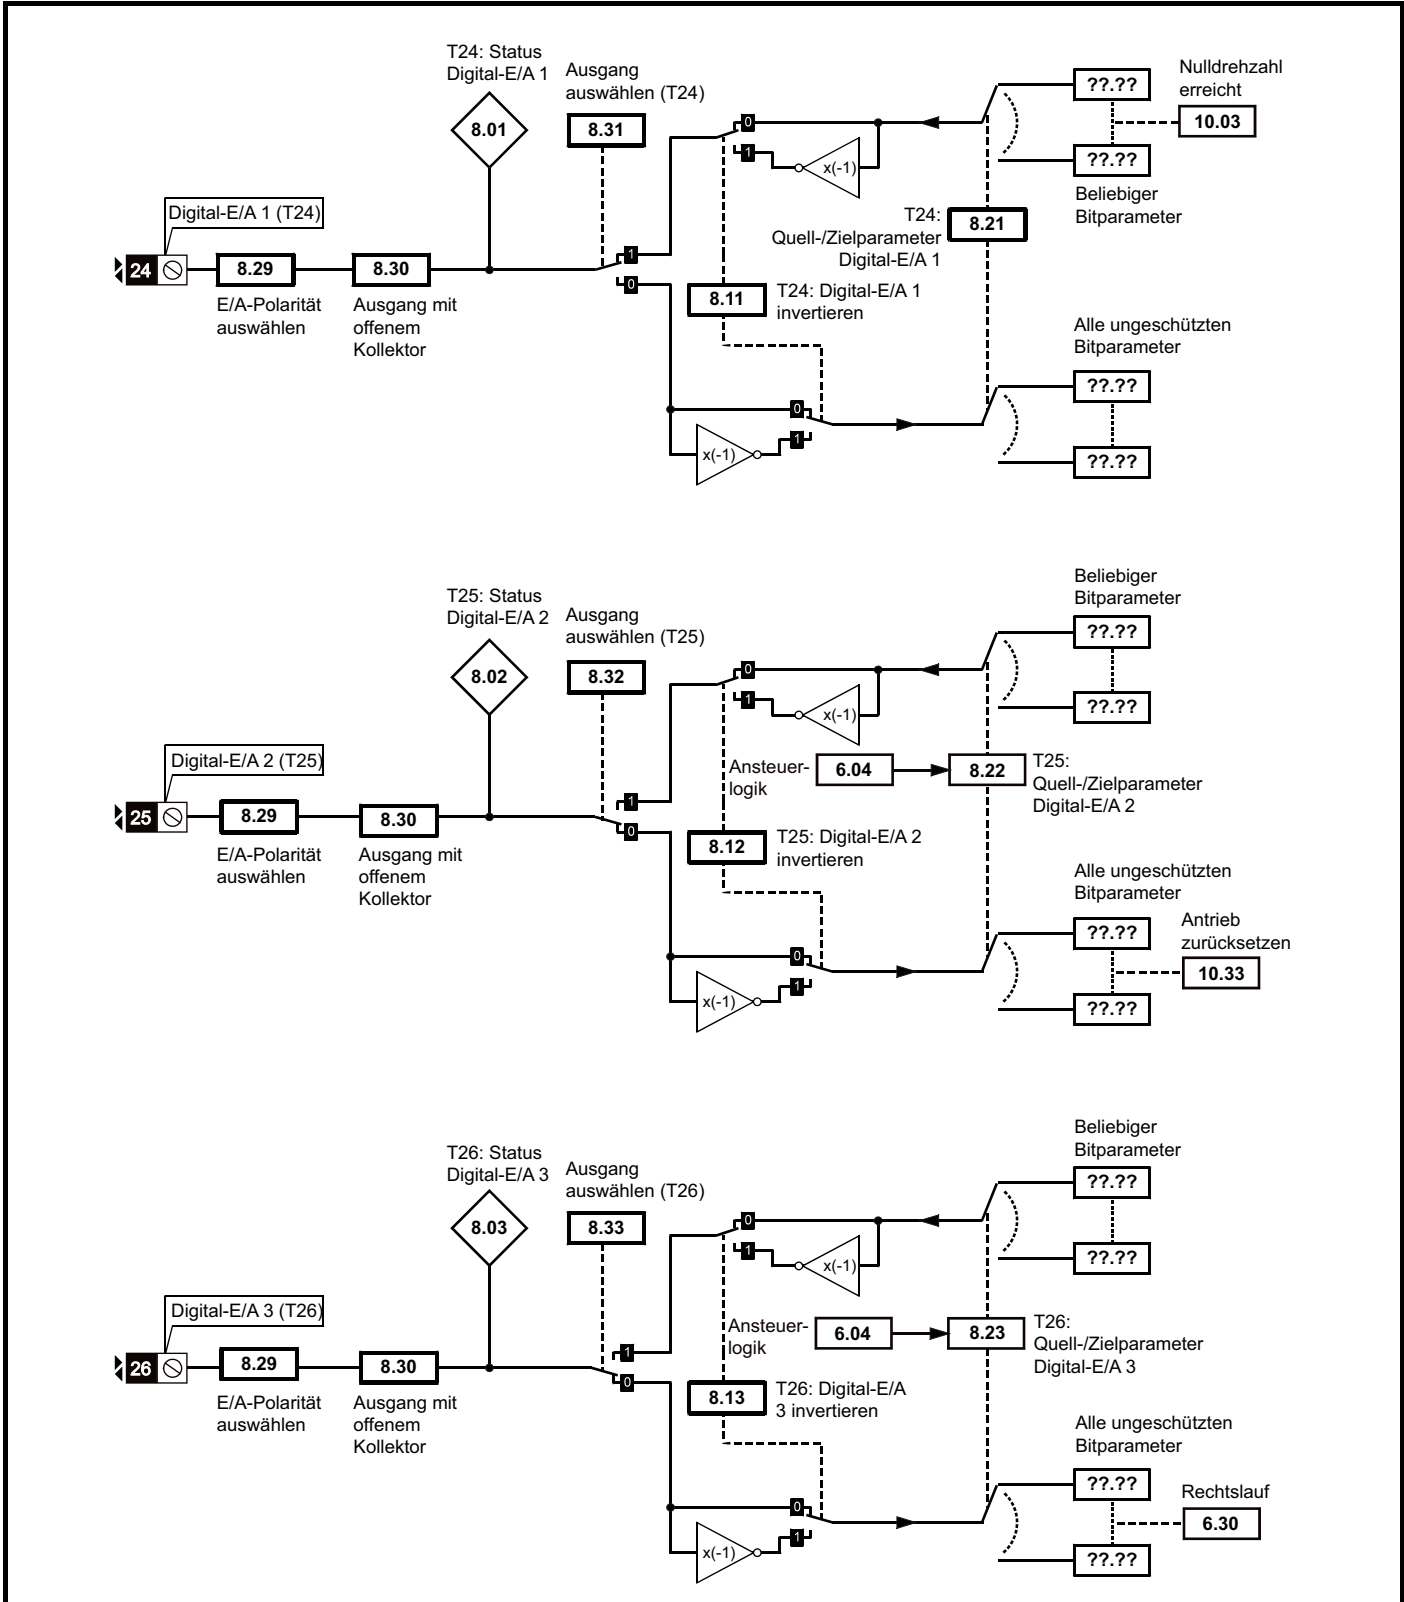 T24: Status
Digital-E/A 1
Ausgang
auswählen (T24)
8.01
8.31
0
1
x(-1)
??.??
??.??
Nulldrehzahl
erreicht
10.03
Beliebiger
Bitparameter
Digital-E/A 1 (T24)
24
8.29
8.30
E/A-Polarität
auswählen
Ausgang mit
offenem
Kollektor
1
0
T24:
Quell-/Zielparameter
Digital-E/A 1
8.21
8.11
T24: Digital-E/A 1
invertieren
Alle ungeschützten
Bitparameter
??.??
??.??
0
1
x(-1)
T25: Status
Digital-E/A 2
Ausgang
auswählen (T25)
8.02
8.32
0
1
x(-1)
Beliebiger
Bitparameter
??.??
??.??
Digital-E/A 2 (T25)
25
8.29
8.30
E/A-Polarität
auswählen
Ausgang mit
offenem
Kollektor
1
0
Ansteuer-
logik
6.04
8.22
T25:
Quell-/Zielparameter
Digital-E/A 2
8.12
T25: Digital-E/A 2
invertieren
Alle ungeschützten
Bitparameter
??.??
??.??
Antrieb
zurücksetzen
10.33
0
1
x(-1)
T26: Status
Digital-E/A 3
Ausgang
auswählen (T26)
8.03
8.33
0
1
x(-1)
Beliebiger
Bitparameter
??.??
??.??
Digital-E/A 3 (T26)
26
8.29
8.30
E/A-Polarität
auswählen
Ausgang mit
offenem
Kollektor
1
0
Ansteuer-
logik
6.04
8.23
T26:
Quell-/Zielparameter
Digital-E/A 3
8.13
T26: Digital-E/A
3 invertieren
Alle ungeschützten
Bitparameter
??.??
??.??
Rechtslauf
6.30
0
1
x(-1)